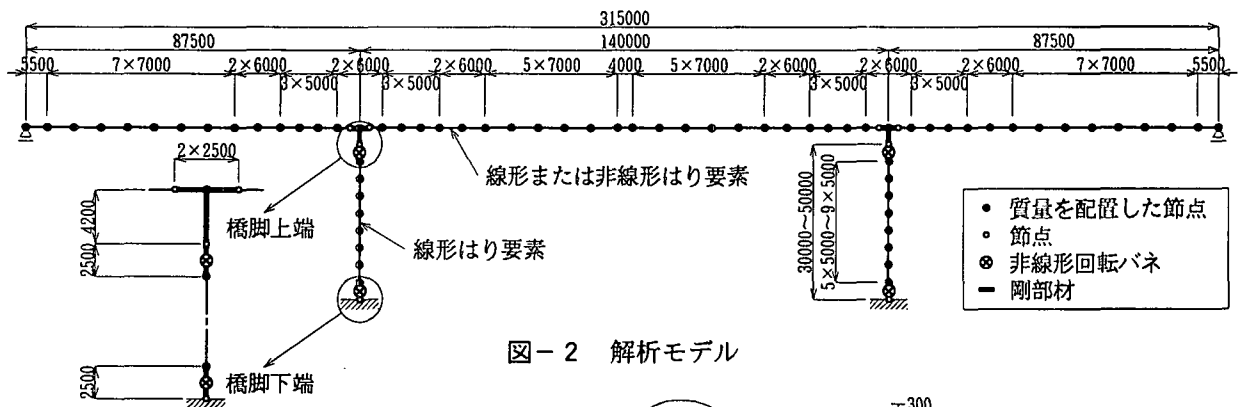 315000
87500 140000 87500
5500 7×7000 2×6000 3×5000 2×6000 3×5000 2×6000 5×7000 4000 5×7000 2×6000 3×5000 2×6000 3×5000 2×6000 7×7000 5500
2×2500
4200
2500
2500
橋脚上端
橋脚下端
線形または非線形はり要素
線形はり要素
30000〜50000
5×5000〜9×5000
● 質量を配置した節点
○ 節点
⊗ 非線形回転バネ
━ 剛部材
図－2 解析モデル
300